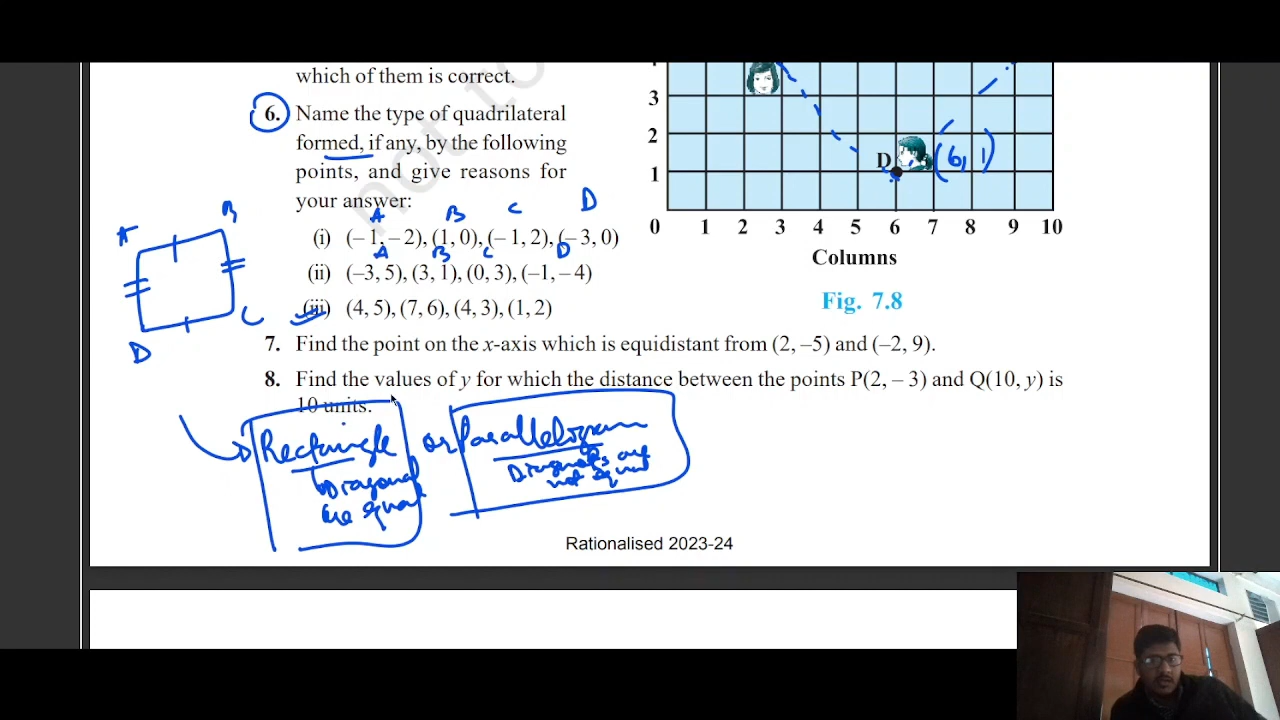 which of them is correct.
6. Name the type of quadrilateral
formed, if any, by the following
points, and give reasons for
your answer:
A B C D
(i) (– 1, – 2), (1, 0), (– 1, 2), (– 3, 0)
A B C D
(ii) (–3, 5), (3, 1), (0, 3), (–1, – 4)
(iii) (4, 5), (7, 6), (4, 3), (1, 2)
7. Find the point on the x-axis which is equidistant from (2, –5) and (–2, 9).
8. Find the values of y for which the distance between the points P(2, – 3) and Q(10, y) is
10 units.
A B
D C
Rectangle or Parallelogram
Diagonal
are equal
Diagonals are
not equal
3
2
1
D (6, 1)
0 1 2 3 4 5 6 7 8 9 10
Columns
Fig. 7.8
Rationalised 2023-24
not to